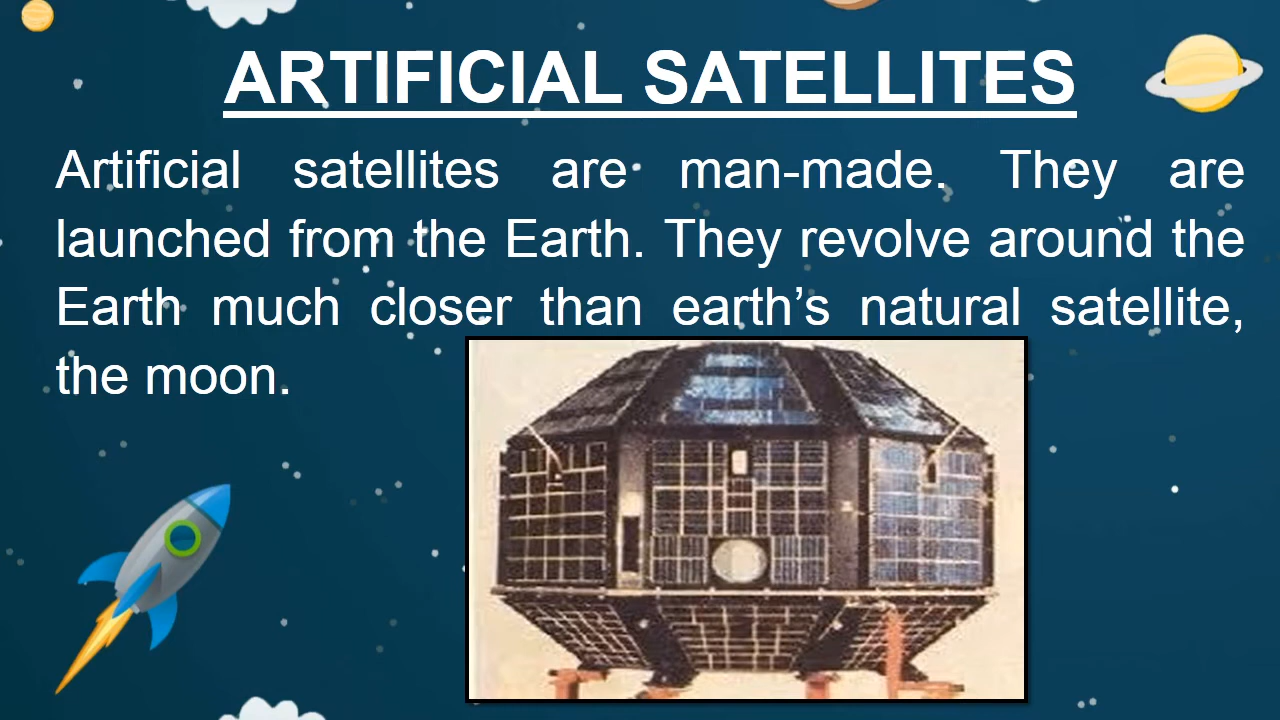 ARTIFICIAL SATELLITES
Artificial satellites are man-made. They are
launched from the Earth. They revolve around the
Earth much closer than earth’s natural satellite,
the moon.